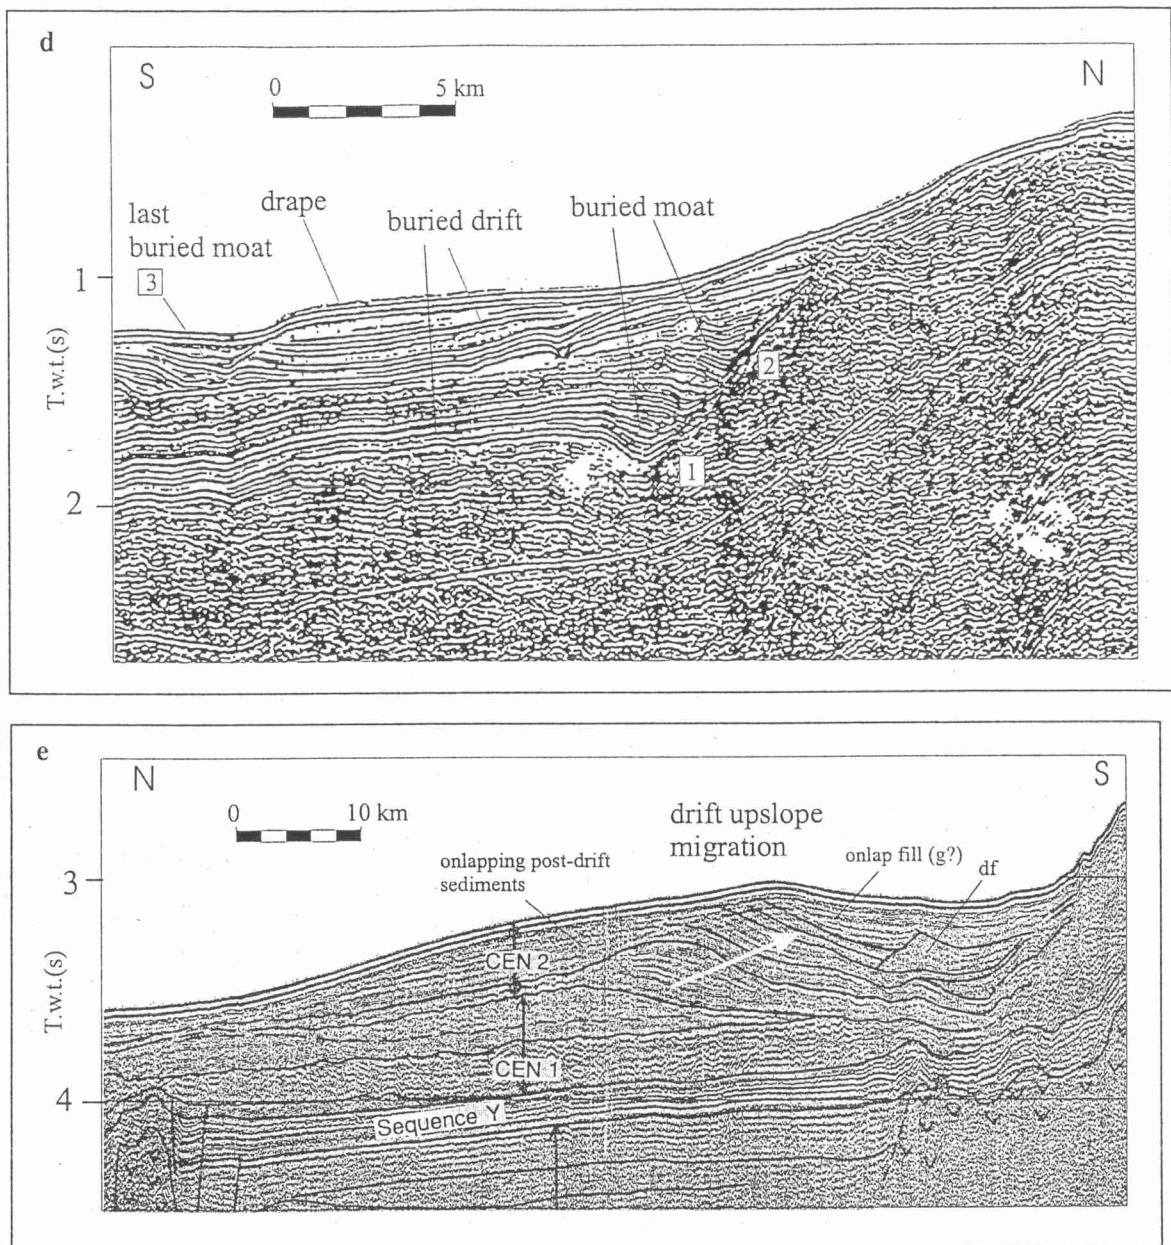 d
S
N
0 5 km
last
buried moat
3
drape
buried drift
buried moat
1
2
T.w.t.(s)
2
1
e
N
S
0 10 km
drift upslope
migration
onlapping post-drift
sediments
onlap fill (g?)
df
3
T.w.t.(s)
4
CEN 2
CEN 1
Sequence Y